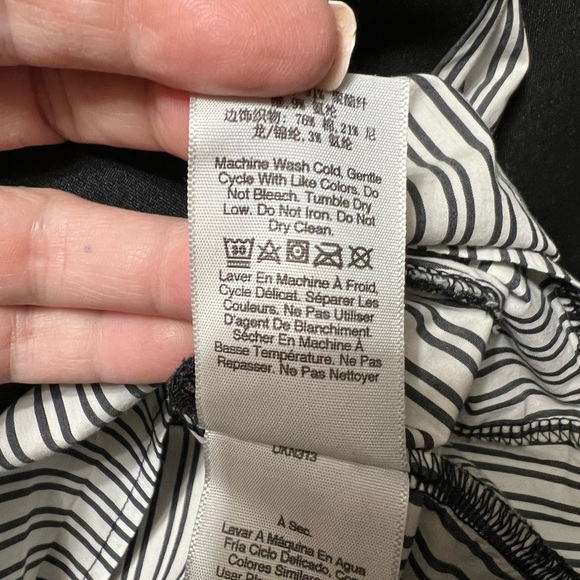 边饰织物: 76% 棉, 21% 尼
龙/锦纶, 3% 氨纶
Machine Wash Cold, Gentle
Cycle With Like Colors. Do
Not Bleach. Tumble Dry
Low. Do Not Iron. Do Not
Dry Clean.
30
Laver En Machine À Froid,
Cycle Délicat. Séparer Les
Couleurs. Ne Pas Utiliser
D'agent De Blanchiment.
Sécher En Machine À
Basse Température. Ne Pas
Repasser. Ne Pas Nettoyer
À Sec.
Lavar A Máquina En Agua
Fría Ciclo Delicado, Con
Colores Similares
Usar